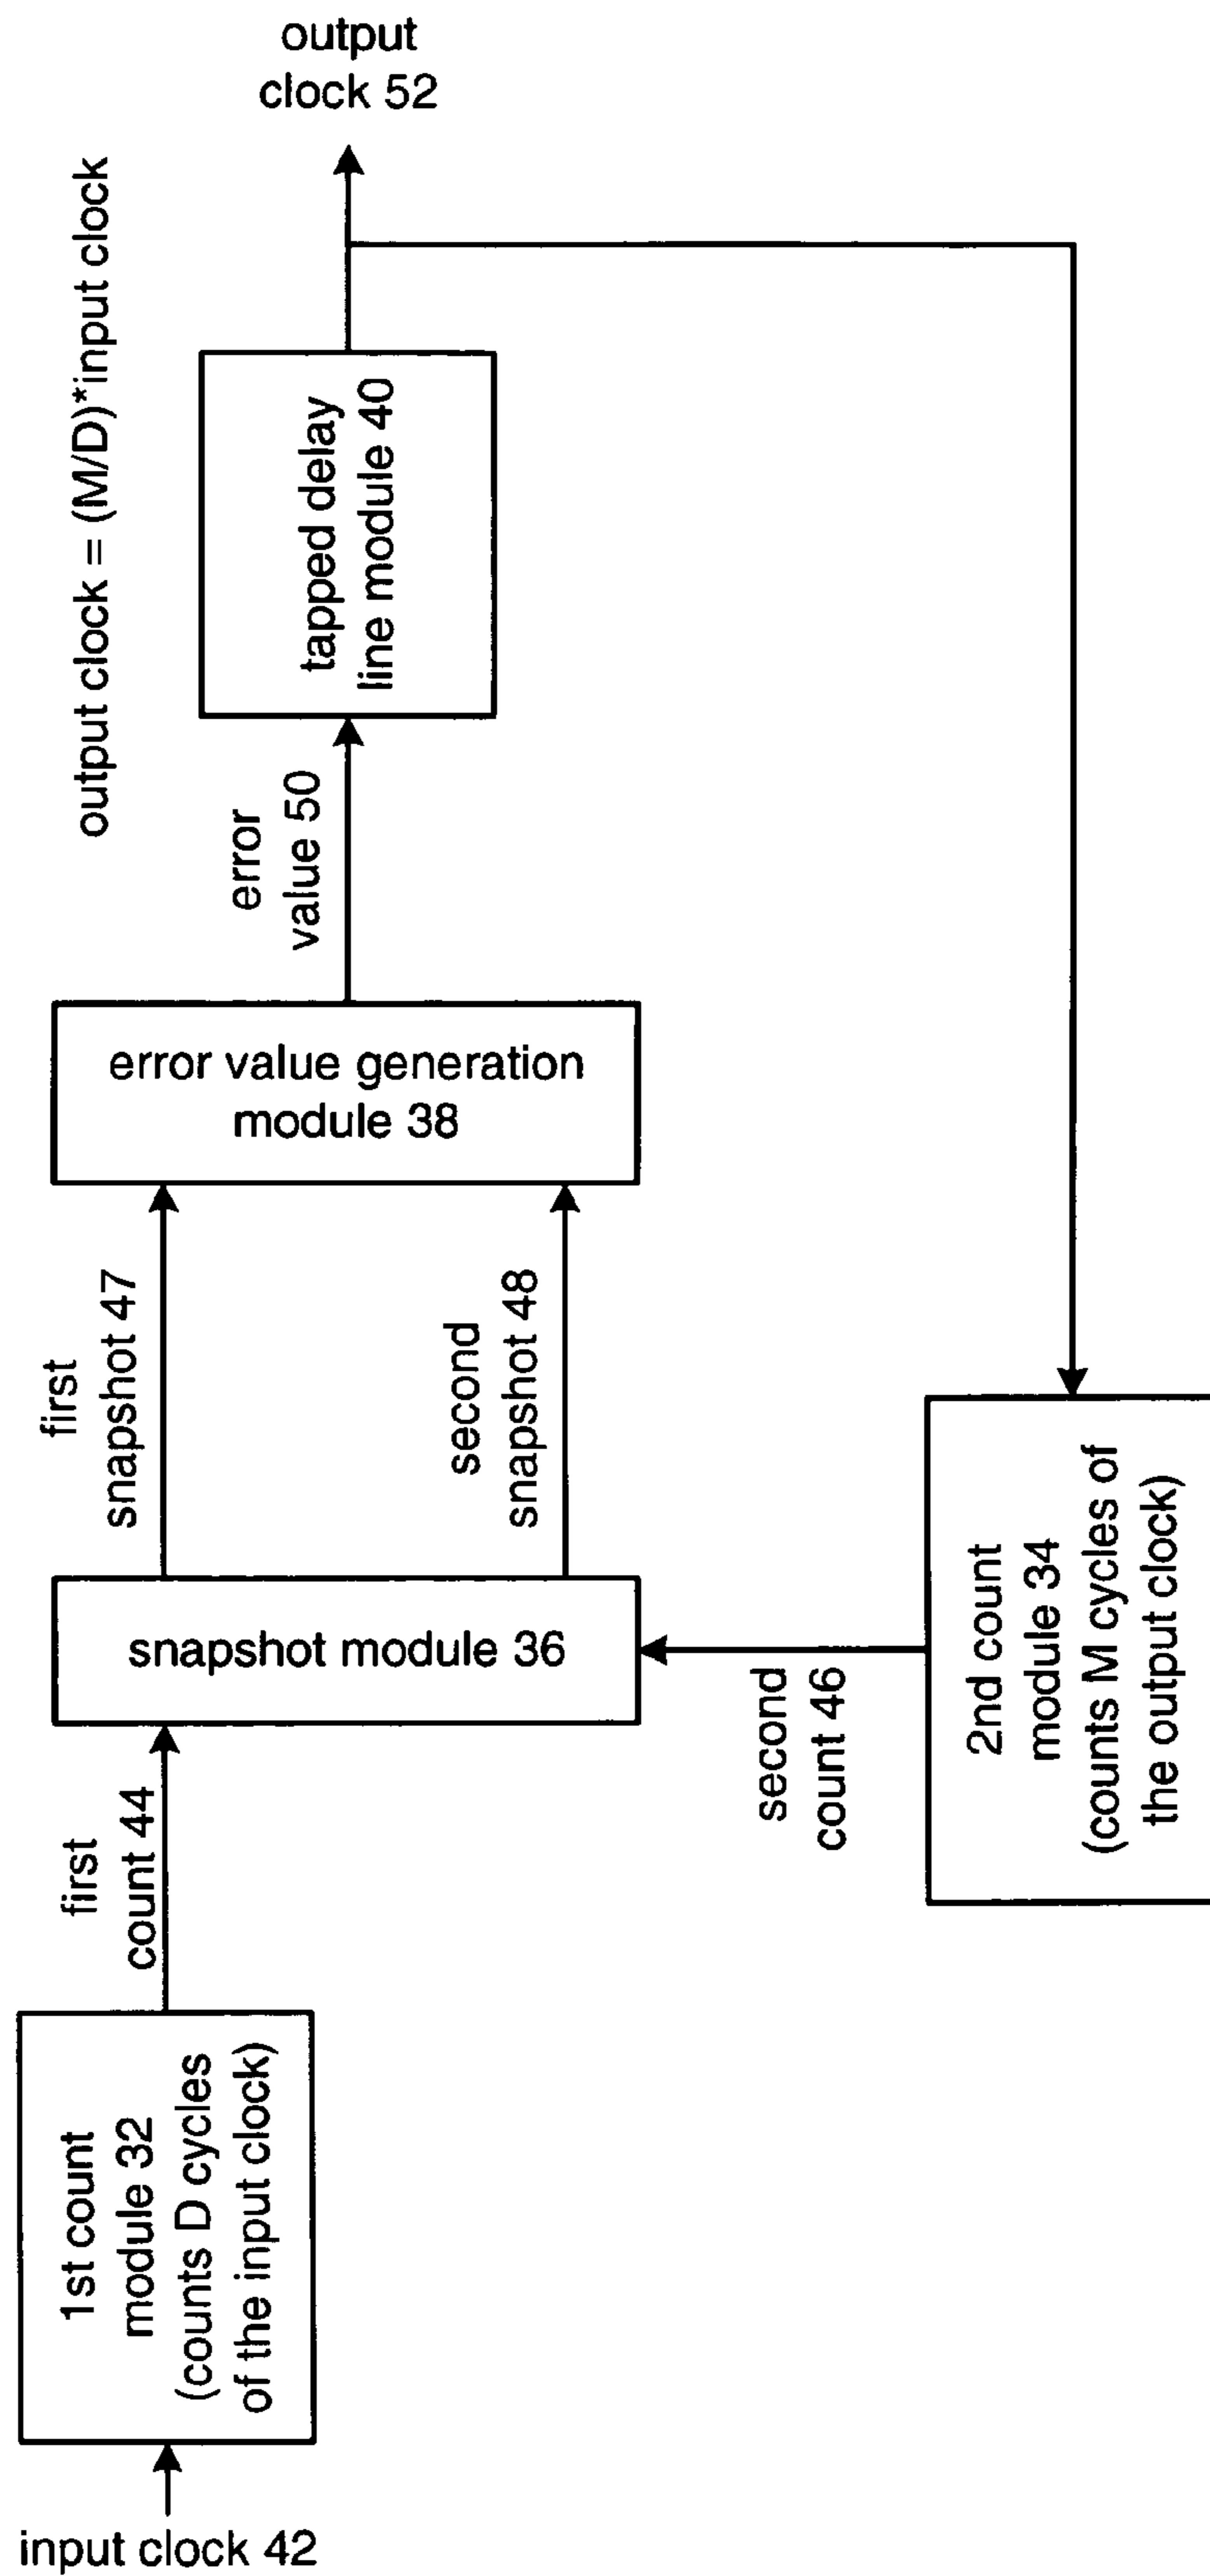 input clock 42
1st count
module 32
(counts D cycles
of the input clock)
first
count 44
snapshot module 36
first
snapshot 47
second
snapshot 48
error value generation
module 38
error
value 50
tapped delay
line module 40
output clock = (M/D)*input clock
output
clock 52
second
count 46
2nd count
module 34
(counts M cycles of
the output clock)